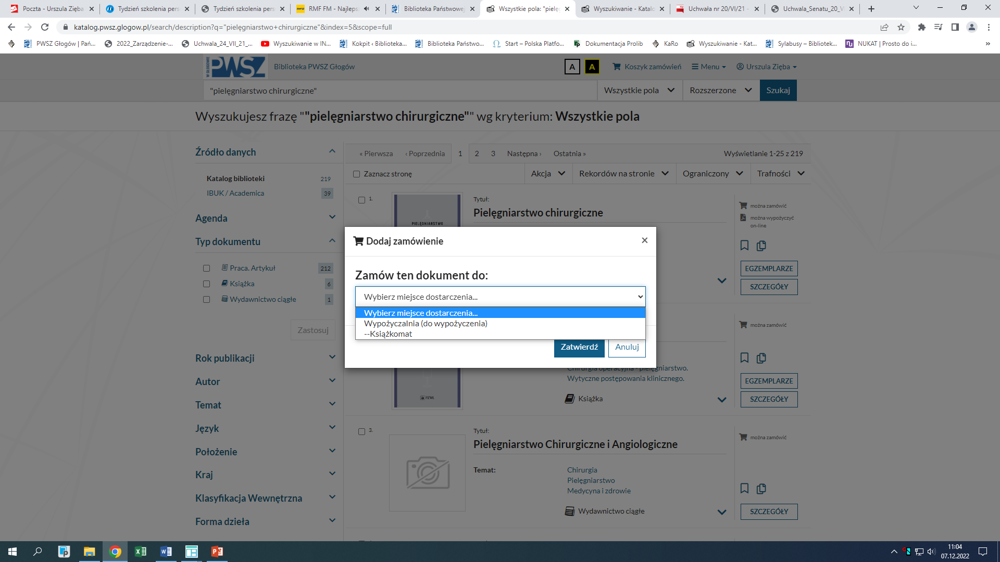 Poczta - Urszula Zięba
Tydzień szkolenia pers
Tydzień szkolenia pers
RMF FM - Najleps
Biblioteka Państwowej
Wszystkie pola: "pielęg
Wyszukiwanie - Katalo
Uchwała nr 20/VI/21 -
Uchwala_Senatu_20_VI
katalog.pwsz.glogow.pl/search/description?q="pielęgniarstwo+chirurgiczne"&index=5&scope=full
PWSZ Głogów | Pań...
2022_Zarządzenie-...
Uchwala_24_VII_21_...
Wyszukiwanie w IN...
Kokpit ‹ Biblioteka...
Biblioteka Państwo...
Start – Polska Platfo...
Dokumentacja Prolib
KaRo
Wyszukiwanie - Kat...
Sylabusy – Bibliotek...
NUKAT | Prosto do i...
»
W GŁOGOWIE PWSZ
Biblioteka PWSZ Głogów
A A Koszyk zamówień Menu Urszula Zięba
"pielęgniarstwo chirurgiczne"
Wszystkie pola Rozszerzone Szukaj
Wyszukujesz frazę ""pielęgniarstwo chirurgiczne"" wg kryterium: Wszystkie pola
Źródło danych
Katalog biblioteki 219
IBUK / Academica 39
Agenda
Typ dokumentu
Praca. Artykuł 212
Książka 6
Wydawnictwo ciągłe 1
Zastosuj
Rok publikacji
Autor
Temat
Język
Położenie
Kraj
Klasyfikacja Wewnętrzna
Forma dzieła
« Pierwsza ‹ Poprzednia 1 2 3 Następna › Ostatnia » Wyświetlanie 1-25 z 219
Zaznacz stronę Akcja Rekordów na stronie Ograniczony Trafności
1.
PIELĘGNIARSTWO
Tytuł:
Pielęgniarstwo chirurgiczne
można zamówić
można wypożyczyć
on-line
EGZEMPLARZE
SZCZEGÓŁY
Dodaj zamówienie ×
Zamów ten dokument do:
Wybierz miejsce dostarczenia...
Wybierz miejsce dostarczenia...
Wypożyczalnia (do wypożyczenia)
--Książkomat
Zatwierdź Anuluj
można zamówić
Chirurgia operacyjna - pielęgniarstwo.
Wytyczne postępowania klinicznego.
PZWL
Książka
EGZEMPLARZE
SZCZEGÓŁY
3.
Tytuł:
Pielęgniarstwo Chirurgiczne i Angiologiczne
Temat: Chirurgia
Pielęgniarstwo
Medycyna i zdrowie
Wydawnictwo ciągłe
można zamówić
SZCZEGÓŁY
11:04
07.12.2022